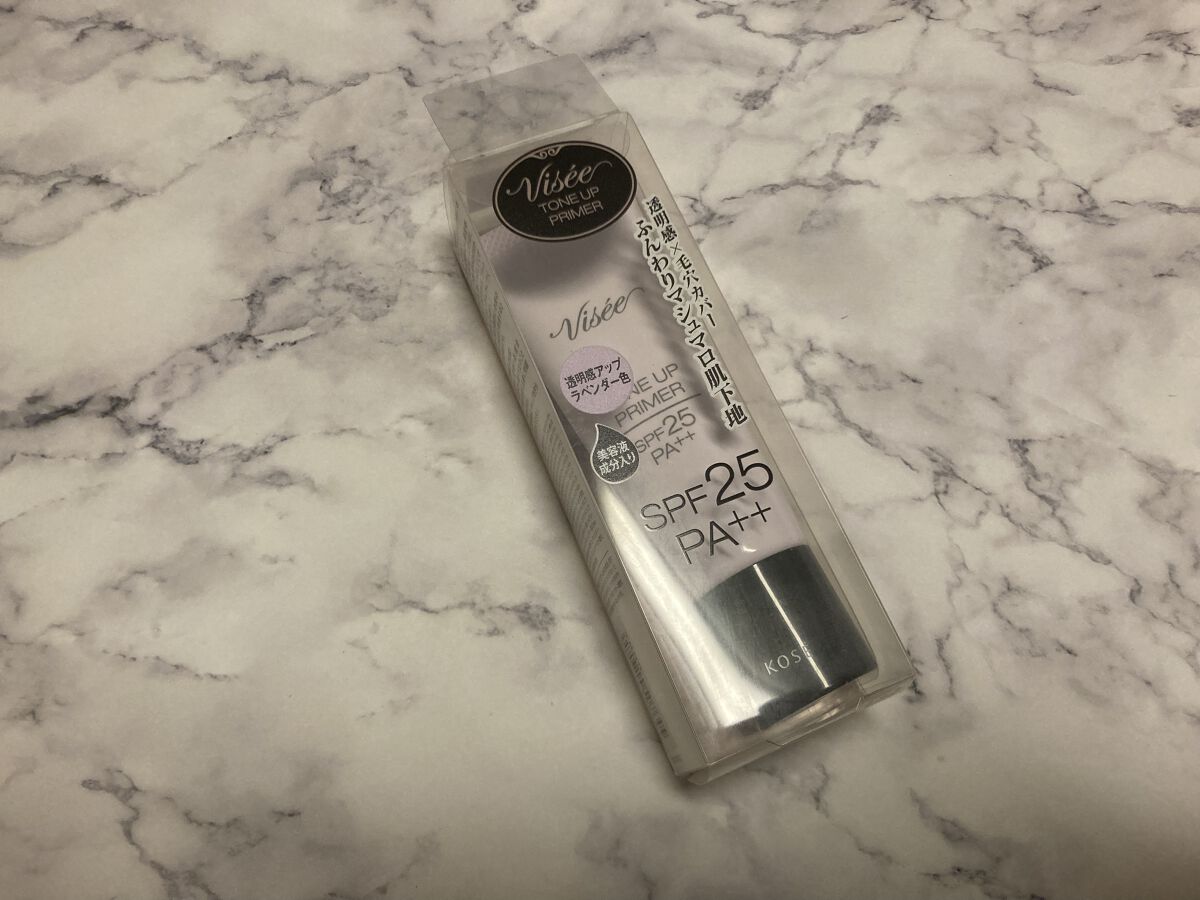 Visée
TONE UP
PRIMER
透明感×毛穴カバー
ふんわりマシュマロ肌下地
Visée
透明感アップ
ラベンダー色
NE UP
PRIMER
SPF25
PA++
美容液
成分入り
SPF25
PA++
KOSÉ